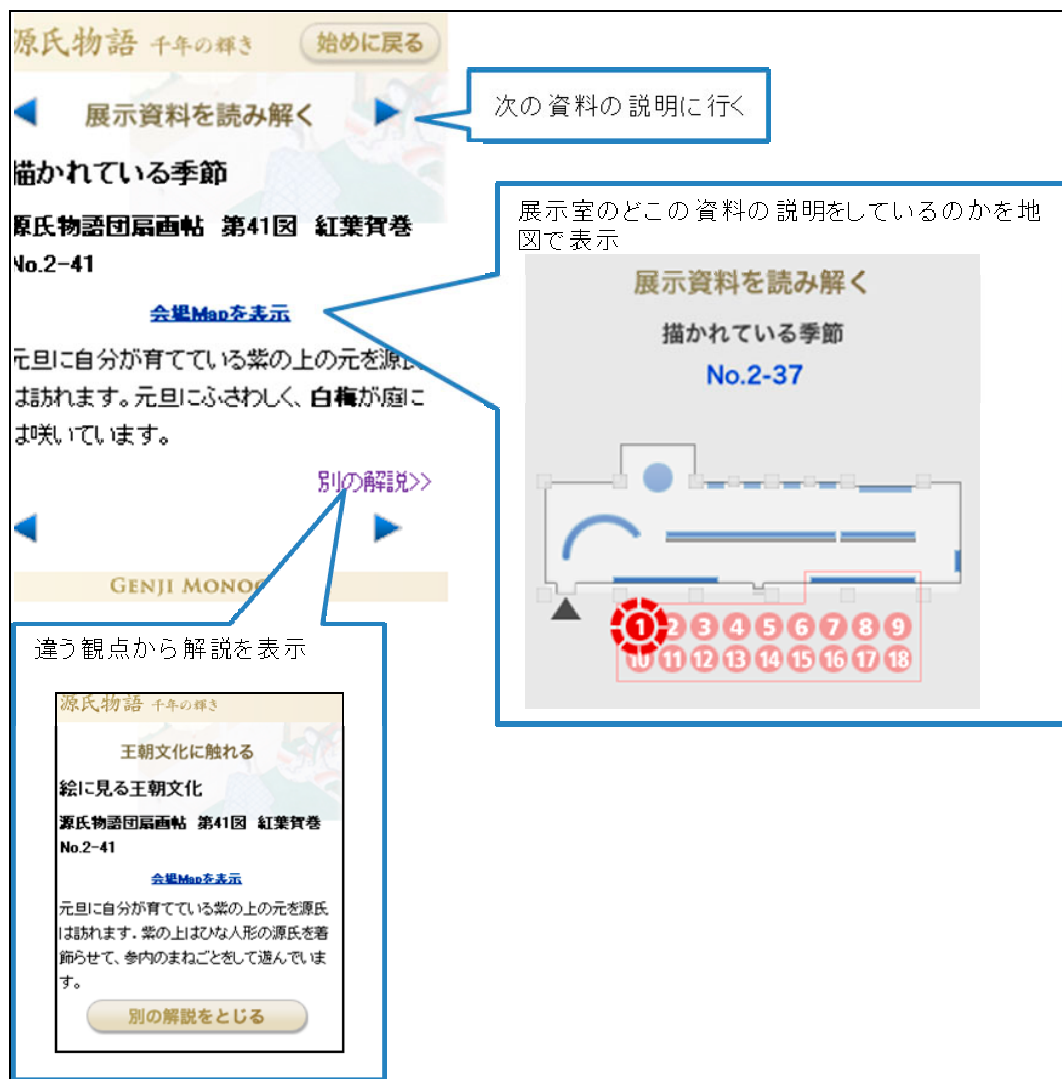 源氏物語 千年の輝き
始めに戻る
展示資料を読み解く
描かれている季節
源氏物語団扇画帖 第41図 紅葉賀巻
No.2-41
会場Mapを表示
元旦に自分が育てている紫の上の元を源氏
は訪れます。元旦にふさわしく、白梅が庭に
は咲いています。
別の解説>>
GENJI MONOG
次の資料の説明に行く
展示室のどこの資料の説明をしているのかを地
図で表示
展示資料を読み解く
描かれている季節
No.2-37
1 2 3 4 5 6 7 8 9
10 11 12 13 14 15 16 17 18
違う観点から解説を表示
源氏物語 千年の輝き
王朝文化に触れる
絵に見る王朝文化
源氏物語団扇画帖 第41図 紅葉賀巻
No.2-41
会場Mapを表示
元旦に自分が育てている紫の上の元を源氏
は訪れます．紫の上はひな人形の源氏を着
飾らせて、参内のまねごとをして遊んでいま
す。
別の解説をとじる